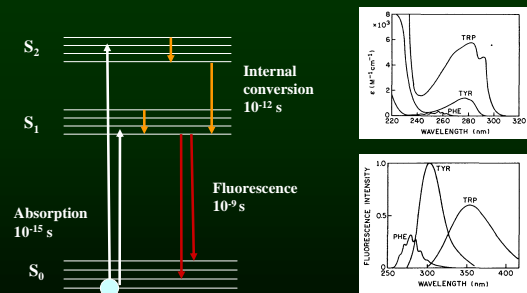 S2
Internal
conversion
10-12 s
S1
Fluorescence
10-9 s
Absorption
10-15 s
S0
8
×10³
6
4
2
0
ε (M⁻¹cm⁻¹)
TRP
TYR
PHE
220 240 260 280 300 320
WAVELENGTH (nm)
1.0
0.5
0
FLUORESCENCE INTENSITY
TYR
TRP
PHE
250 300 350 400
WAVELENGTH (nm)